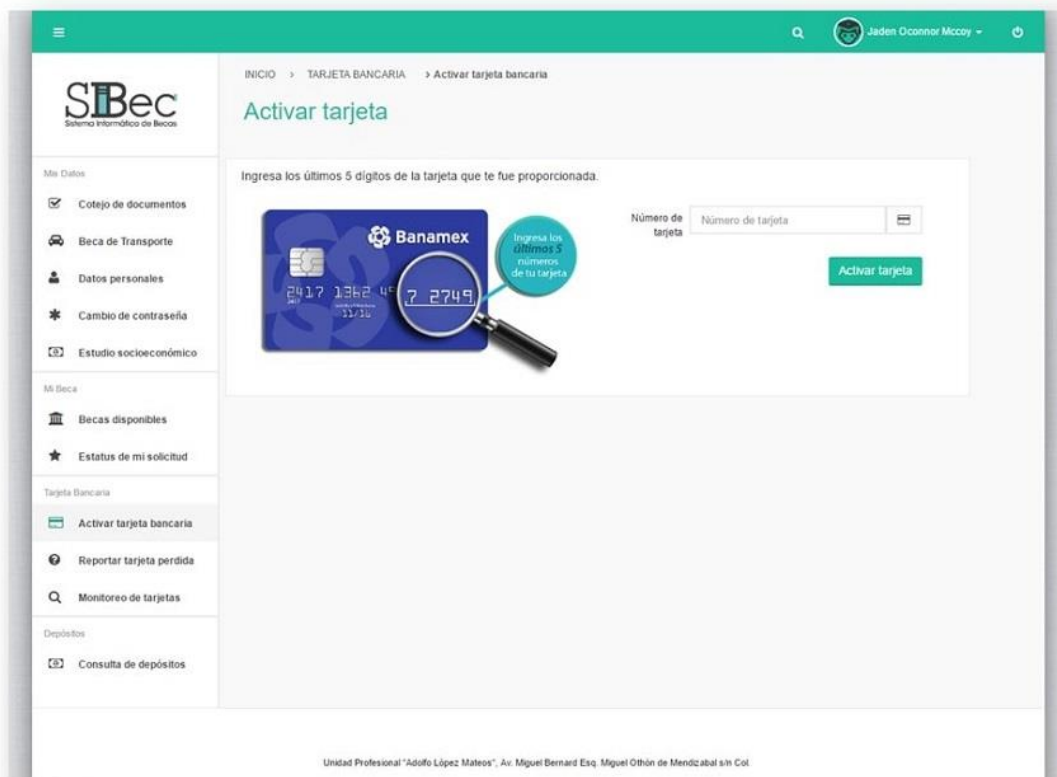 Jaden Oconnor Mccoy
SIBec
Sistema Informático de Becas
INICIO > TARJETA BANCARIA > Activar tarjeta bancaria
Activar tarjeta
Mis Datos
Cotejo de documentos
Beca de Transporte
Datos personales
Cambio de contraseña
Estudio socioeconómico
Mi Beca
Becas disponibles
Estatus de mi solicitud
Tarjeta Bancaria
Activar tarjeta bancaria
Reportar tarjeta perdida
Monitoreo de tarjetas
Depósitos
Consulta de depósitos
Ingresa los últimos 5 dígitos de la tarjeta que te fue proporcionada.
Banamex
2417 1362 49
7 2749
2417
11/16
Ingresa los
últimos 5
números
de tu tarjeta
Número de
tarjeta
Número de tarjeta
Activar tarjeta
Unidad Profesional "Adolfo López Mateos", Av. Miguel Bernard Esq. Miguel Othón de Mendizabal s/n Col.